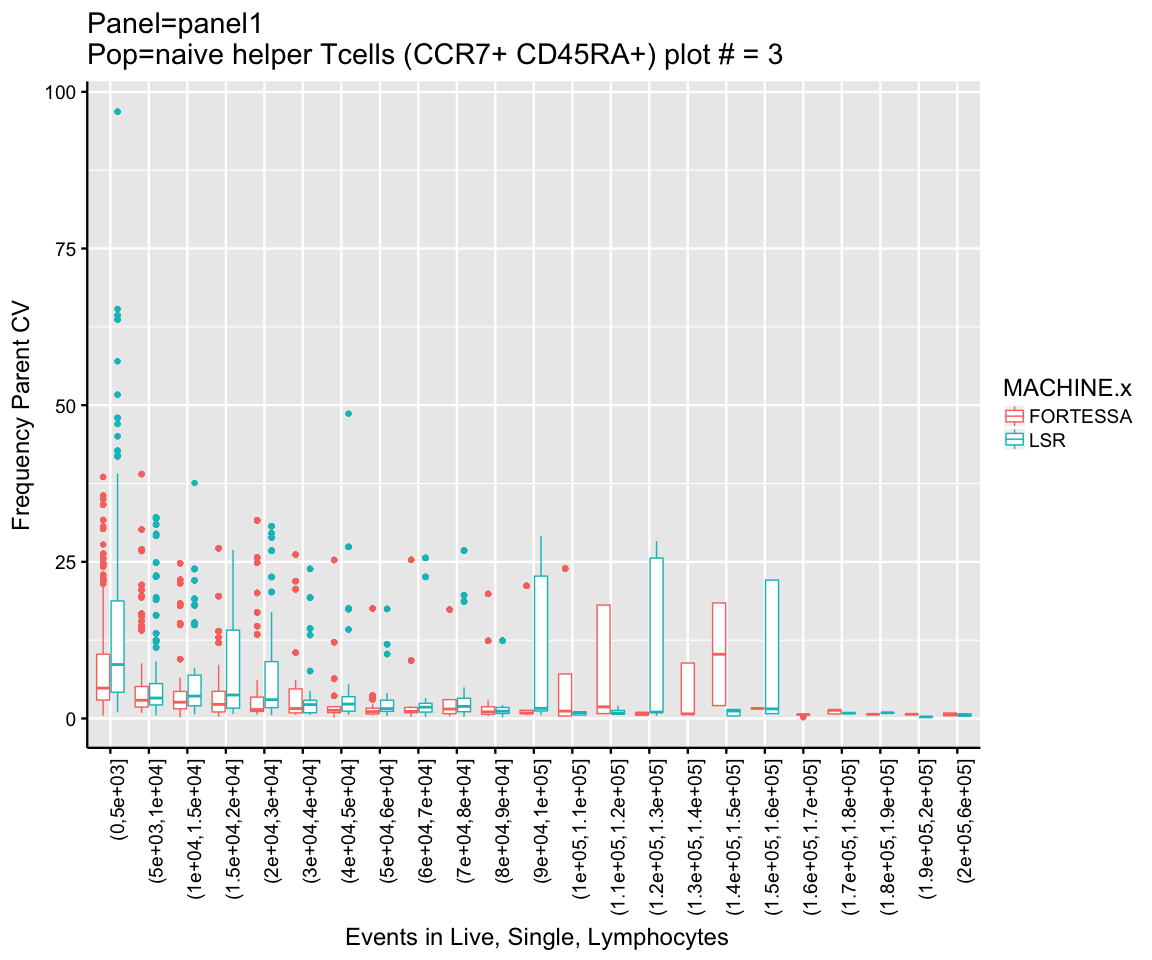 Panel=panel1
Pop=naive helper Tcells (CCR7+ CD45RA+) plot # = 3
100
75
50
25
0
Frequency Parent CV
(0,5e+03]
(5e+03,1e+04]
(1e+04,1.5e+04]
(1.5e+04,2e+04]
(2e+04,3e+04]
(3e+04,4e+04]
(4e+04,5e+04]
(5e+04,6e+04]
(6e+04,7e+04]
(7e+04,8e+04]
(8e+04,9e+04]
(9e+04,1e+05]
(1e+05,1.1e+05]
(1.1e+05,1.2e+05]
(1.2e+05,1.3e+05]
(1.3e+05,1.4e+05]
(1.4e+05,1.5e+05]
(1.5e+05,1.6e+05]
(1.6e+05,1.7e+05]
(1.7e+05,1.8e+05]
(1.8e+05,1.9e+05]
(1.9e+05,2e+05]
(2e+05,6e+05]
Events in Live, Single, Lymphocytes
MACHINE.x
FORTESSA
LSR